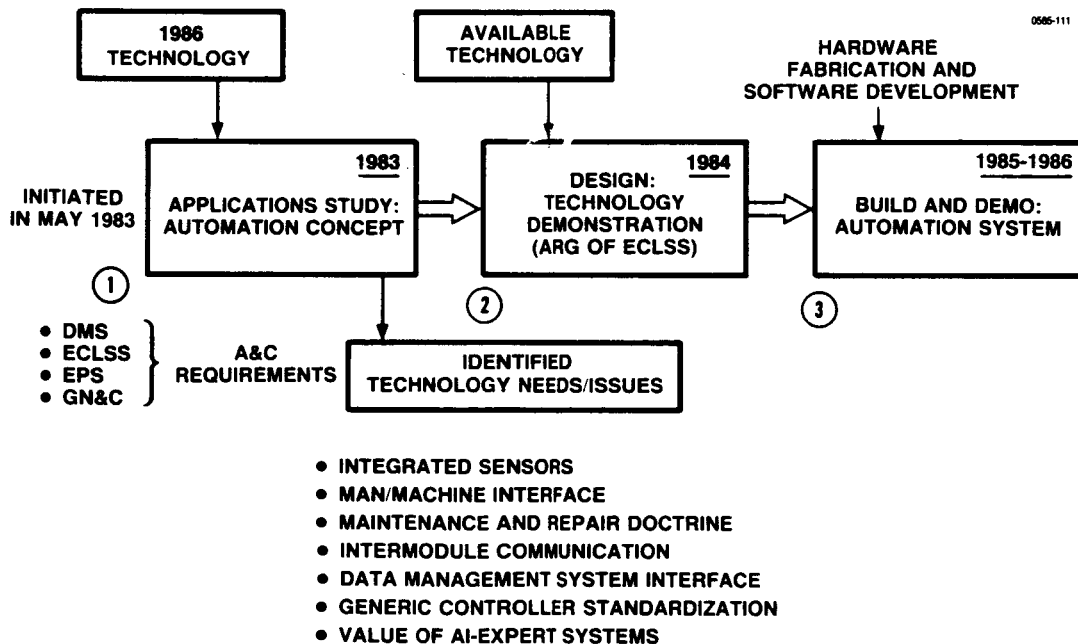 0585-111
1986
TECHNOLOGY
AVAILABLE
TECHNOLOGY
HARDWARE
FABRICATION AND
SOFTWARE DEVELOPMENT
INITIATED
IN MAY 1983
1983
APPLICATIONS STUDY:
AUTOMATION CONCEPT
1984
DESIGN:
TECHNOLOGY
DEMONSTRATION
(ARG OF ECLSS)
1985-1986
BUILD AND DEMO:
AUTOMATION SYSTEM
1
2
3
● DMS
● ECLSS
● EPS
● GN&C
A&C
REQUIREMENTS
IDENTIFIED
TECHNOLOGY NEEDS/ISSUES
● INTEGRATED SENSORS
● MAN/MACHINE INTERFACE
● MAINTENANCE AND REPAIR DOCTRINE
● INTERMODULE COMMUNICATION
● DATA MANAGEMENT SYSTEM INTERFACE
● GENERIC CONTROLLER STANDARDIZATION
● VALUE OF AI-EXPERT SYSTEMS